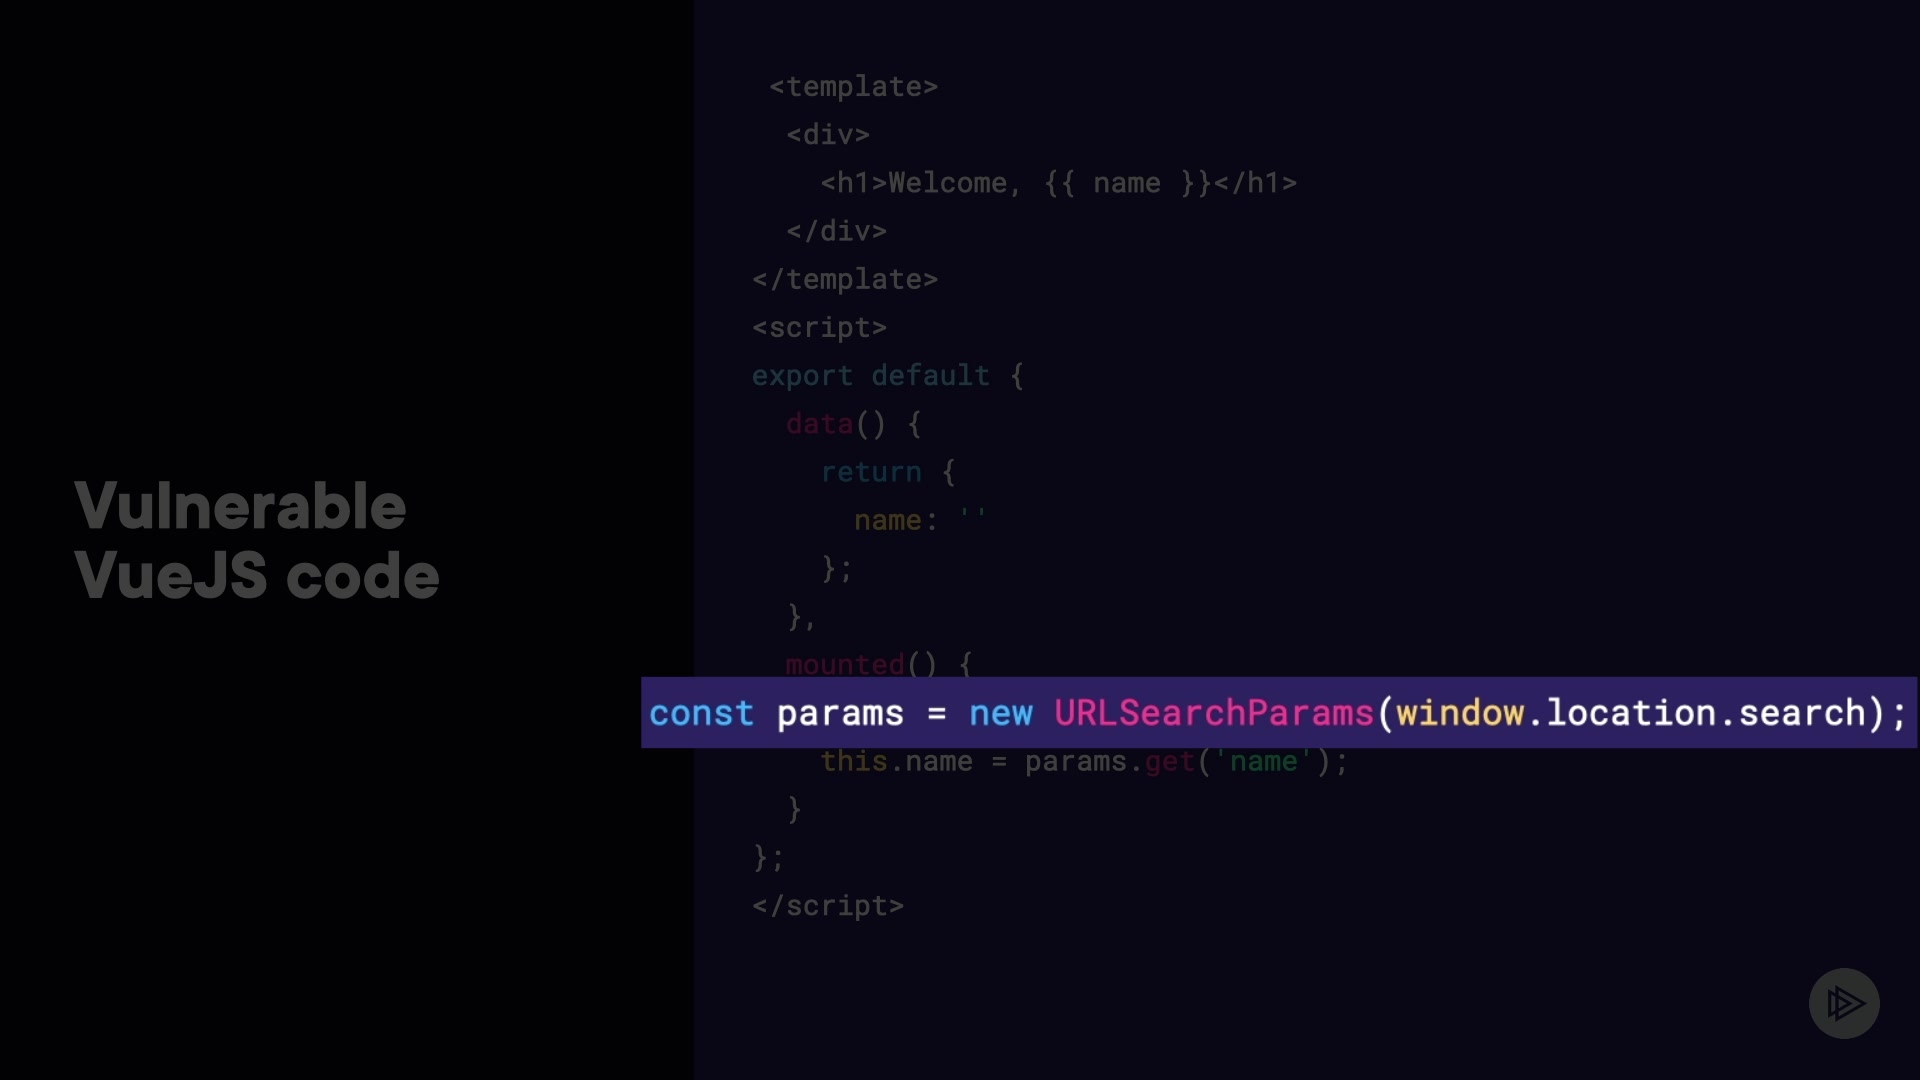 Vulnerable
VueJS code
<template>
<div>
<h1>Welcome, {{ name }}</h1>
</div>
</template>
<script>
export default {
data() {
return {
name: ''
};
},
mounted() {
const params = new URLSearchParams(window.location.search);
this.name = params.get('name');
}
};
</script>